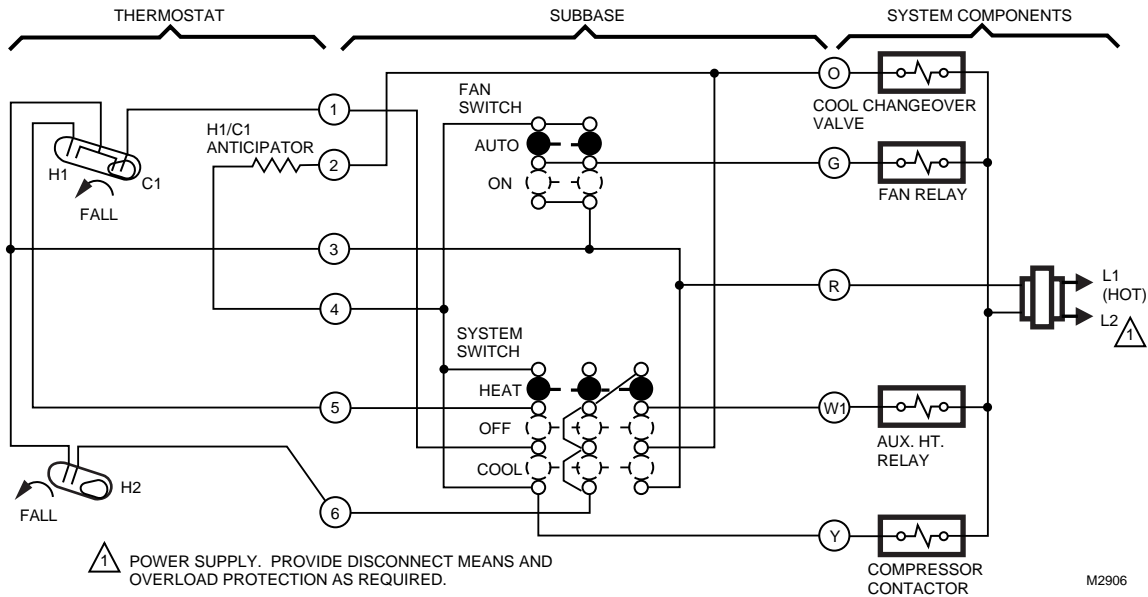 THERMOSTAT
SUBBASE
SYSTEM COMPONENTS
1
FAN
SWITCH
O
COOL CHANGEOVER
VALVE
H1/C1
ANTICIPATOR
2
AUTO
G
H1
C1
ON
FAN RELAY
FALL
3
R
L1
(HOT)
4
L2
1
SYSTEM
SWITCH
HEAT
5
W1
OFF
AUX. HT.
RELAY
COOL
H2
FALL
6
Y
1
POWER SUPPLY. PROVIDE DISCONNECT MEANS AND
OVERLOAD PROTECTION AS REQUIRED.
COMPRESSOR
CONTACTOR
M2906